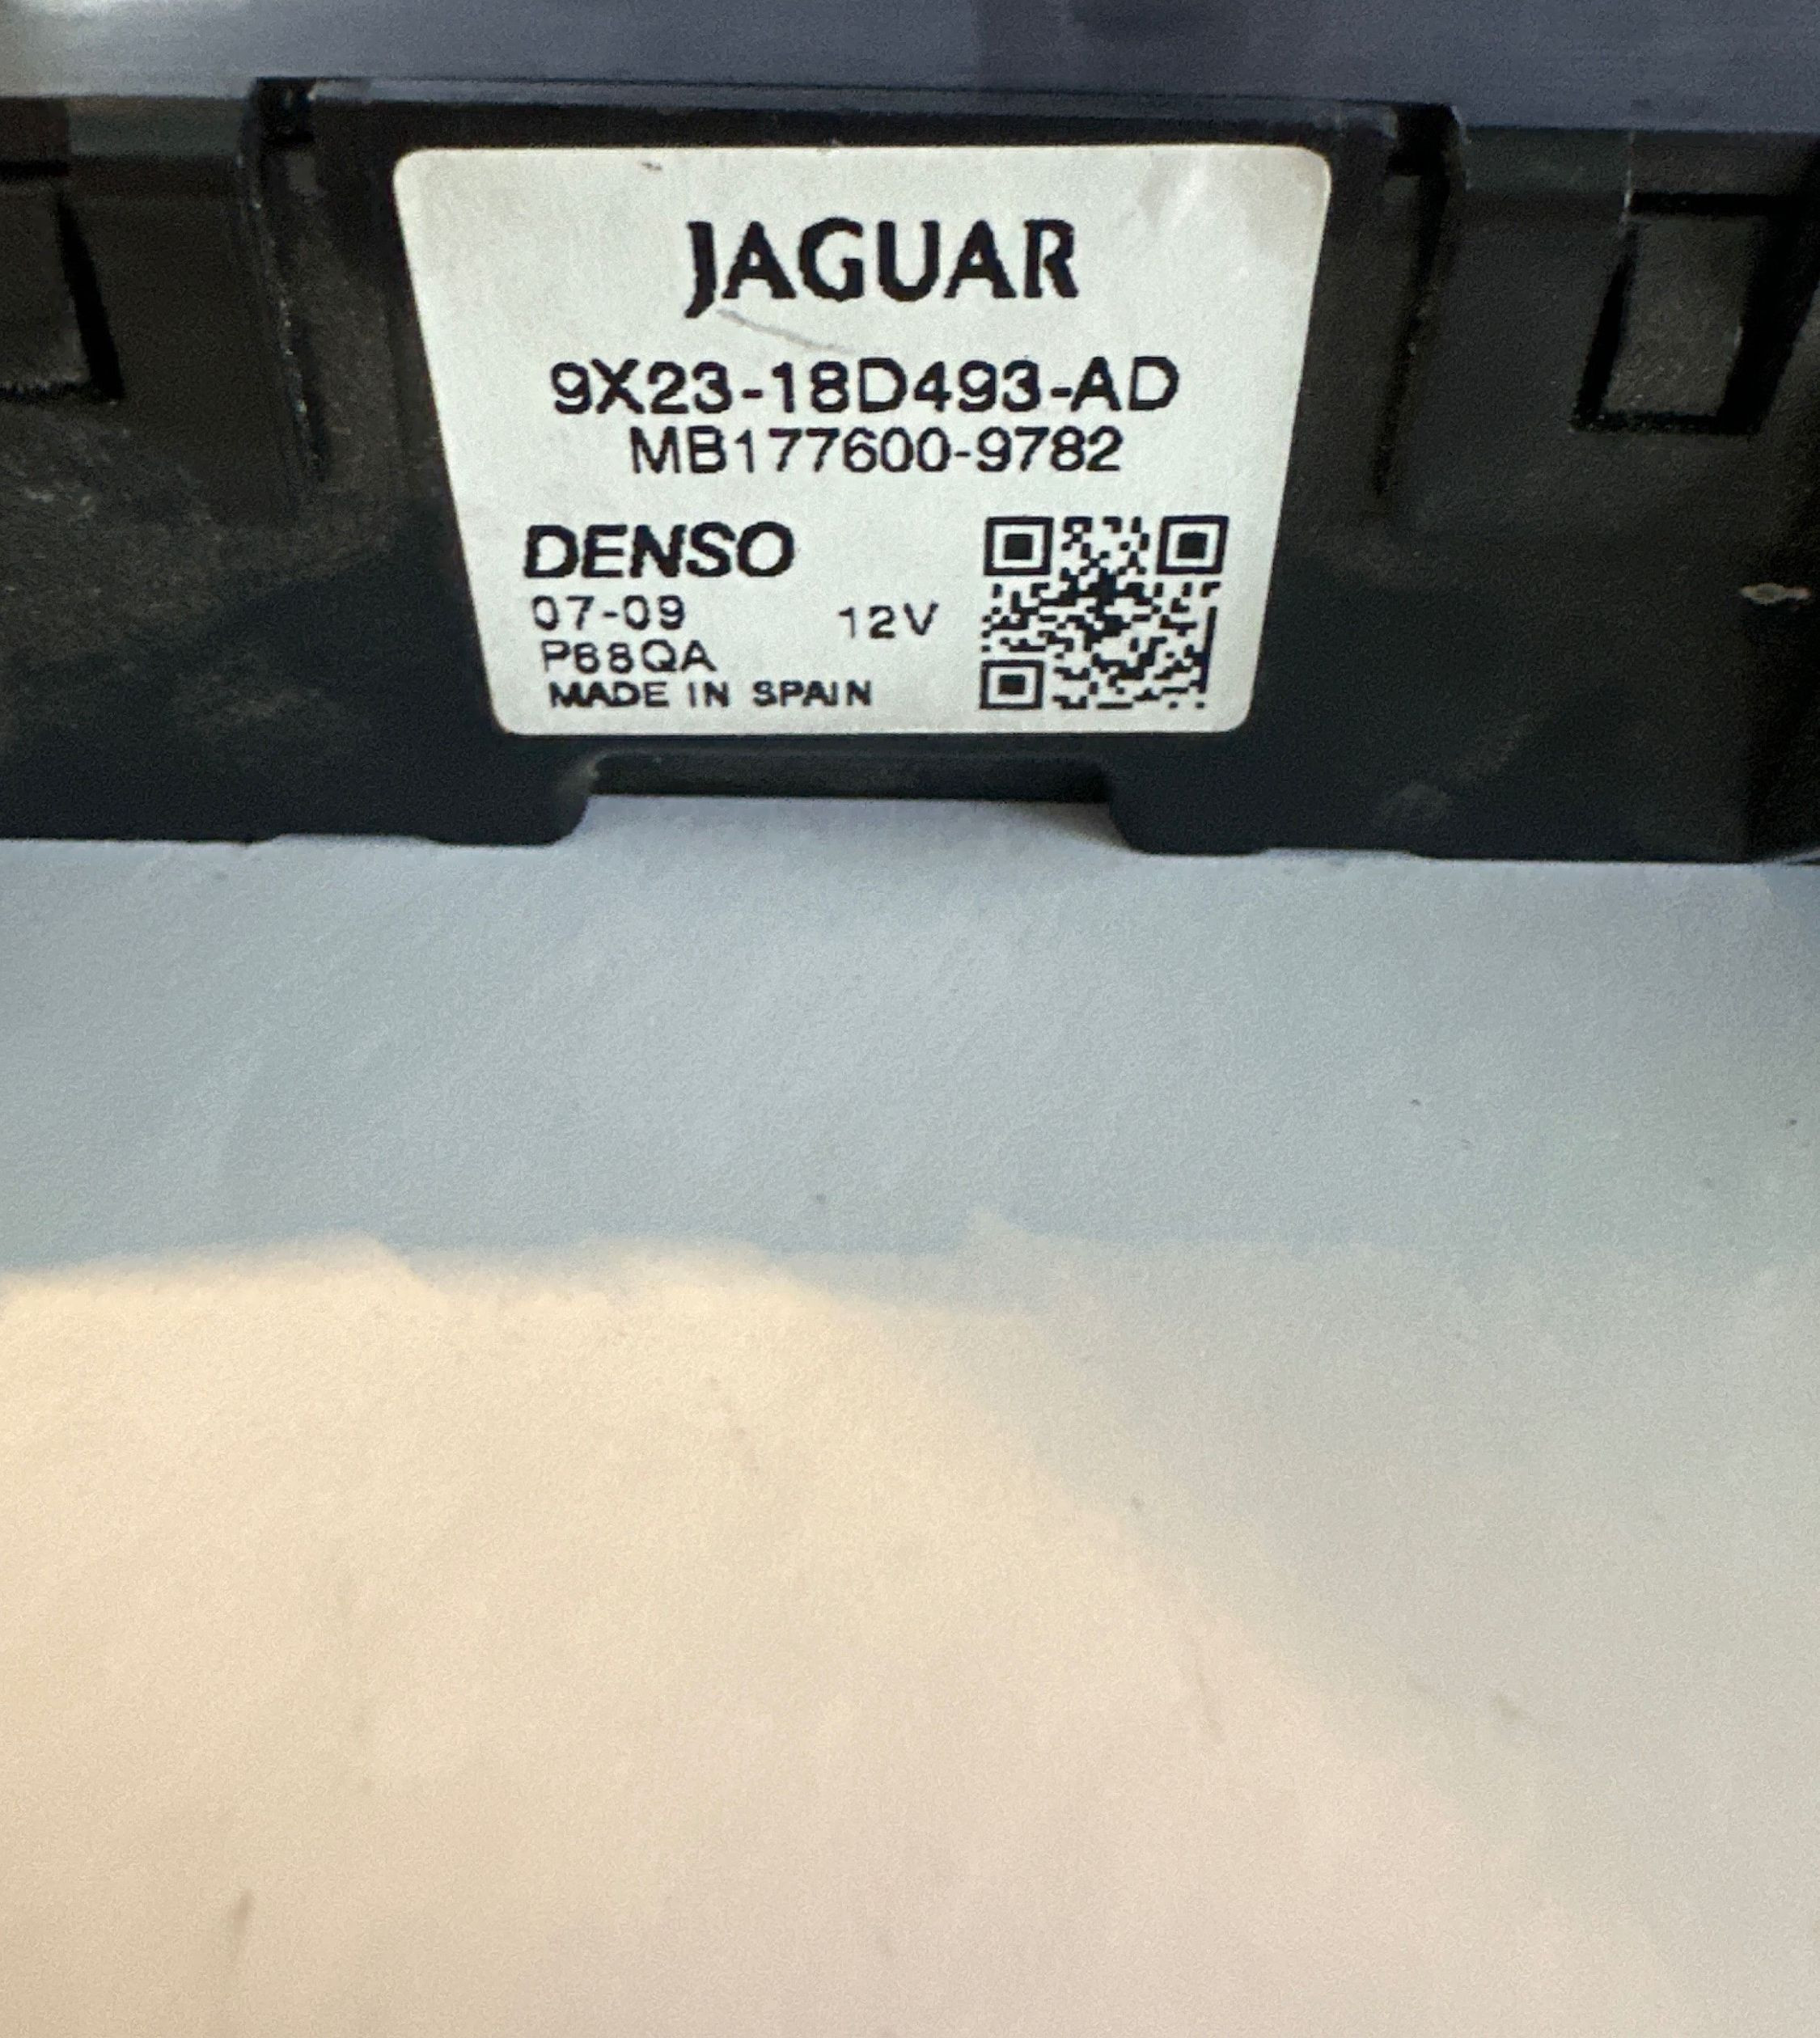 JAGUAR
9X23-18D493-AD
MB177600-9782
DENSO
07-09 12V
P68QA
MADE IN SPAIN